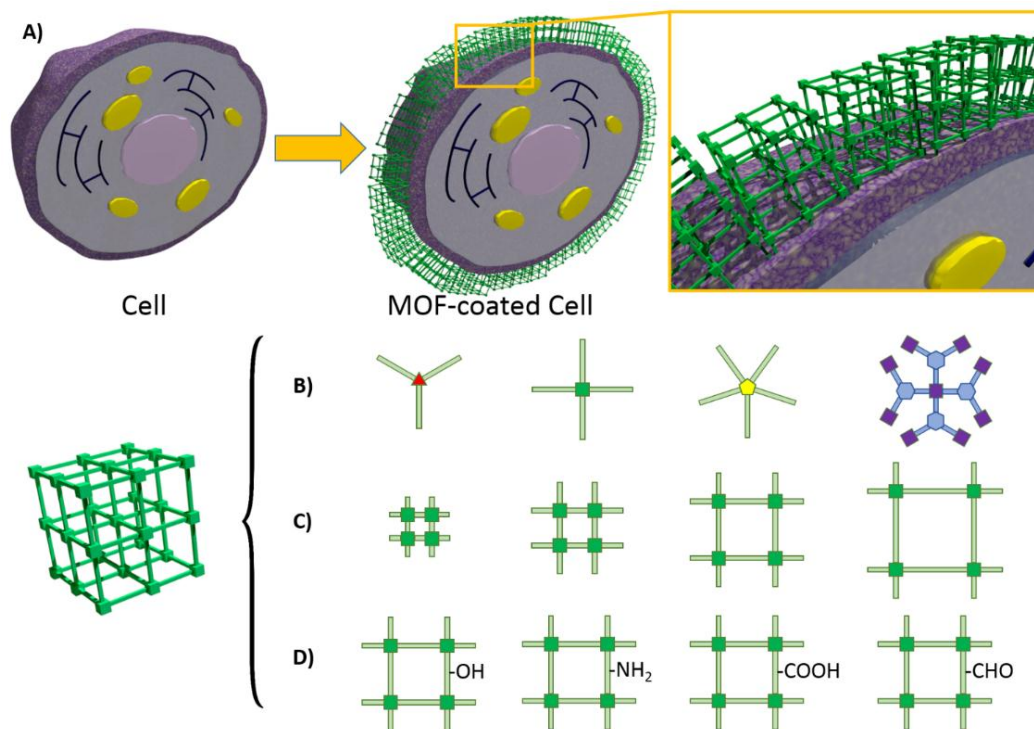 A)
Cell
MOF-coated Cell
B)
C)
D)
-OH
-NH₂
-COOH
-CHO